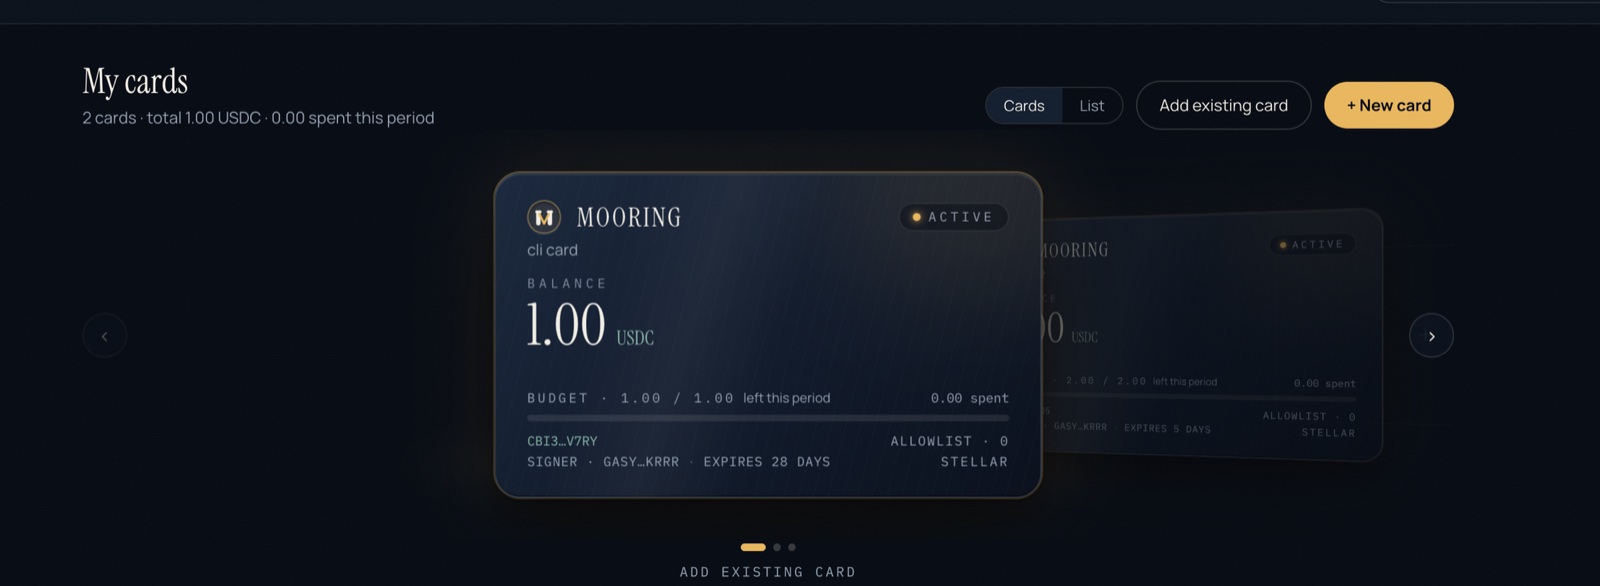 My cards
2 cards · total 1.00 USDC · 0.00 spent this period
Cards
List
Add existing card
+ New card
MOORING
ACTIVE
cli card
BALANCE
1.00 USDC
BUDGET · 1.00 / 1.00 left this period
0.00 spent
CBI3…V7RY
ALLOWLIST · 0
SIGNER · GASY…KRRR · EXPIRES 28 DAYS
STELLAR
OORING
ACTIVE
CE
00 USDC
· 2.00 / 2.00 left this period
0.00 spent
ALLOWLIST · 0
· GASY…KRRR · EXPIRES 5 DAYS
STELLAR
ADD EXISTING CARD